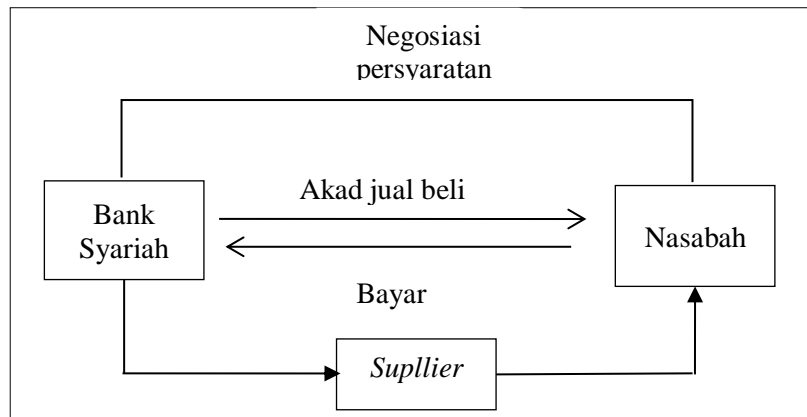 Negosiasi
persyaratan
Akad jual beli
Bank
Syariah
Nasabah
Bayar
Supllier